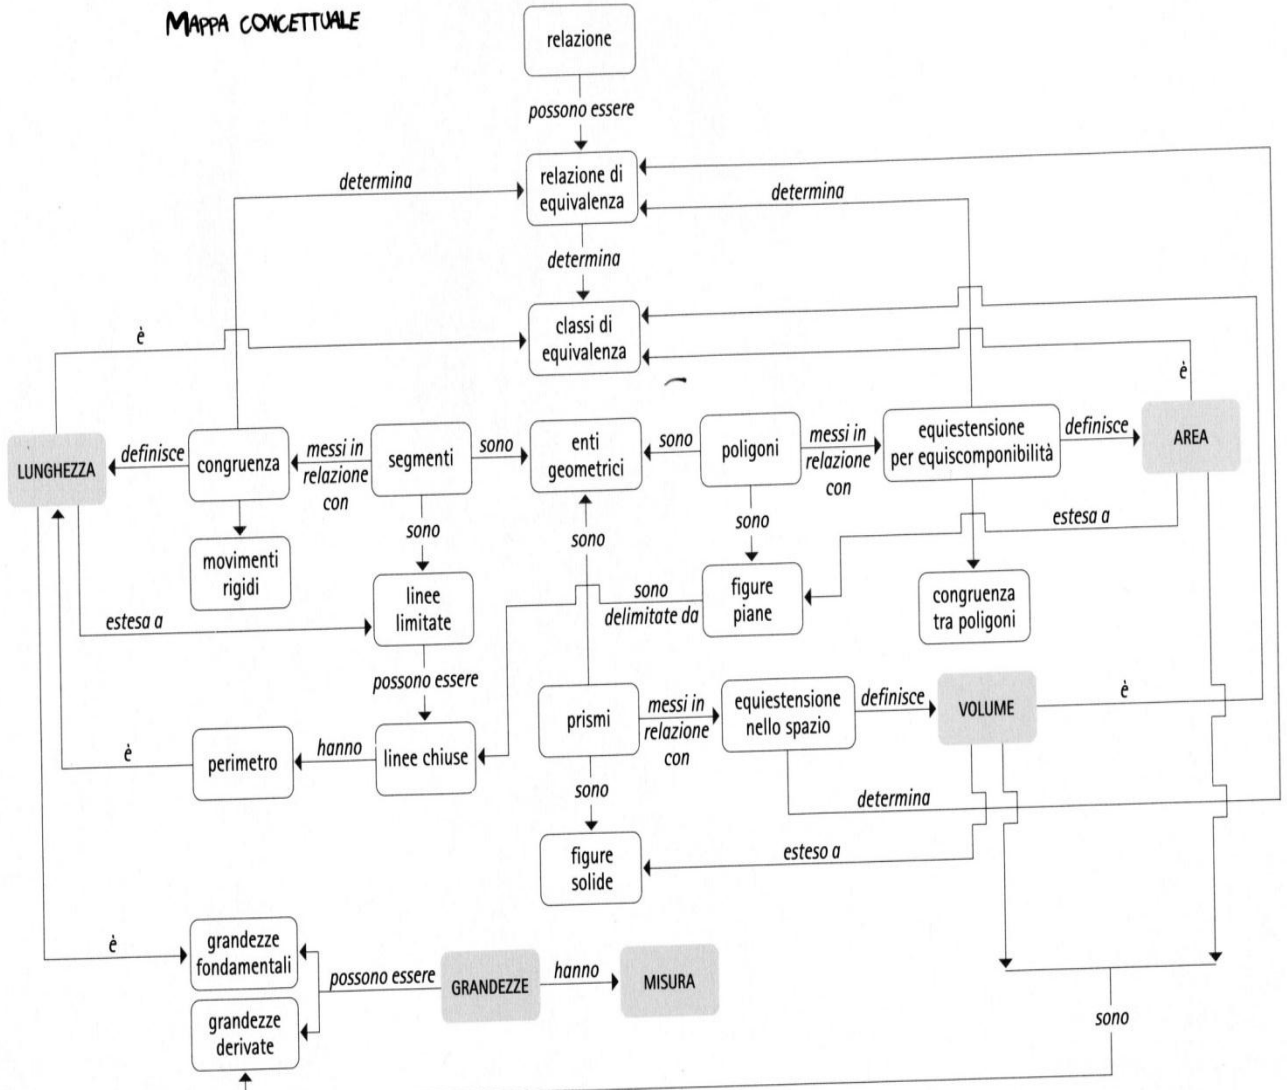 MAPPA CONCETTUALE
relazione
possono essere
relazione di
equivalenza
determina
determina
determina
classi di
equivalenza
è
è
LUNGHEZZA
definisce
congruenza
messi in
relazione
con
segmenti
sono
enti
geometrici
sono
poligoni
messi in
relazione
con
equiestensione
per equiscomponibilità
definisce
AREA
movimenti
rigidi
sono
sono
sono
estesa a
linee
limitate
estesa a
sono
delimitate da
figure
piane
congruenza
tra poligoni
possono essere
prismi
messi in
relazione
con
equiestensione
nello spazio
definisce
VOLUME
è
è
perimetro
hanno
linee chiuse
sono
determina
figure
solide
esteso a
è
grandezze
fondamentali
possono essere
GRANDEZZE
hanno
MISURA
grandezze
derivate
sono